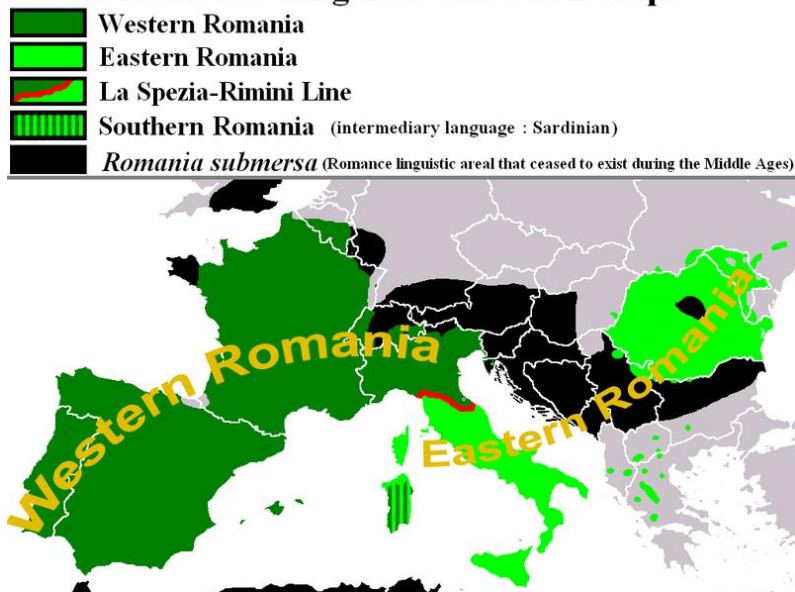 Western Romania
Eastern Romania
La Spezia-Rimini Line
Southern Romania (intermediary language : Sardinian)
Romania submersa (Romance linguistic areal that ceased to exist during the Middle Ages)
Western Romania
Eastern Romania